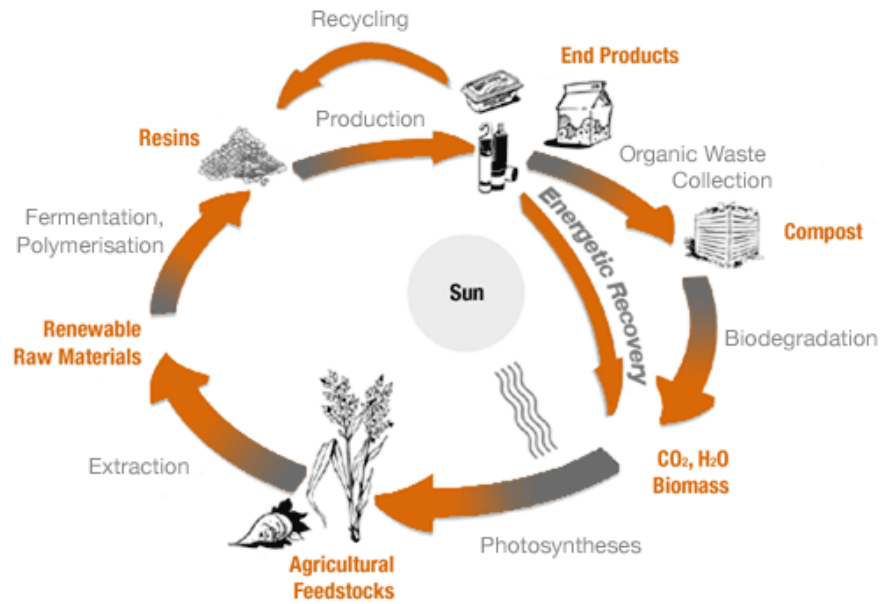 Recycling
End Products
Production
Resins
Organic Waste
Collection
Fermentation,
Polymerisation
Energetic Recovery
Compost
Sun
Renewable
Raw Materials
Biodegradation
Extraction
CO₂, H₂O
Biomass
Photosyntheses
Agricultural
Feedstocks